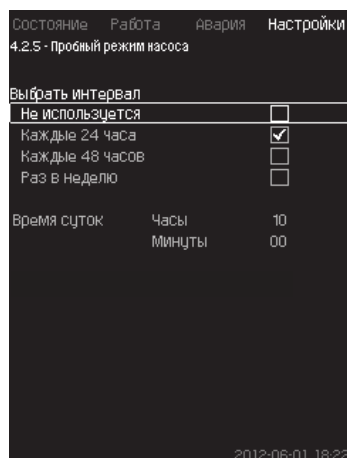 Состояние Работа Авария Настройки
4.2.5 - Пробный режим насоса
Выбрать интервал
Не используется
Каждые 24 часа
Каждые 48 часов
Раз в неделю
Время суток Часы 10
Минуты 00
2012-06-01 18:22